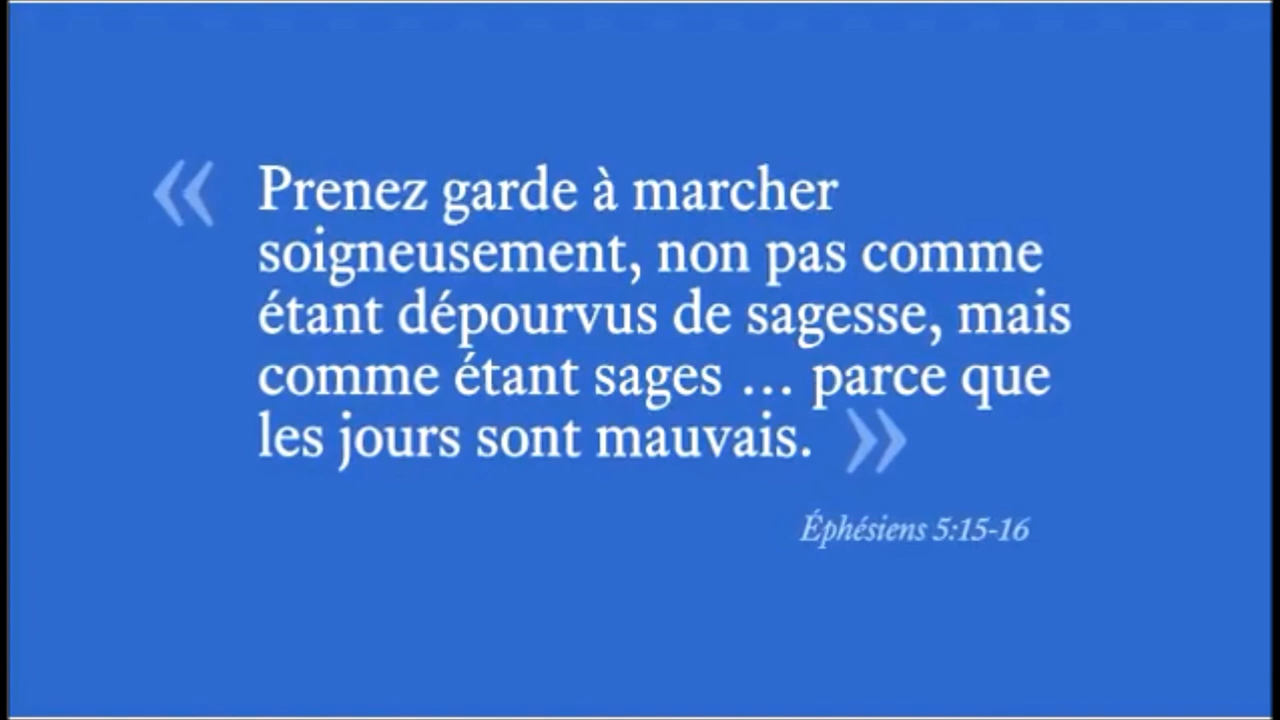 « Prenez garde à marcher
soigneusement, non pas comme
étant dépourvus de sagesse, mais
comme étant sages … parce que
les jours sont mauvais. »
Éphésiens 5:15-16